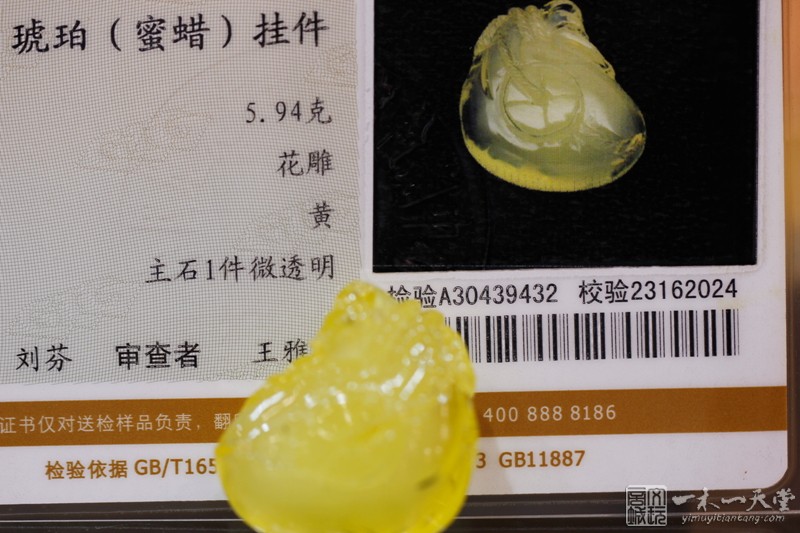 琥珀（蜜蜡）挂件
5.94克
花雕
黄
主石1件微透明
检验A30439432 校验23162024
刘芬 审查者 王雅
证书仅对送检样品负责，翻
400 888 8186
检验依据 GB/T165
3 GB11887
文玩
一木一天堂
yimuyitiantang.com